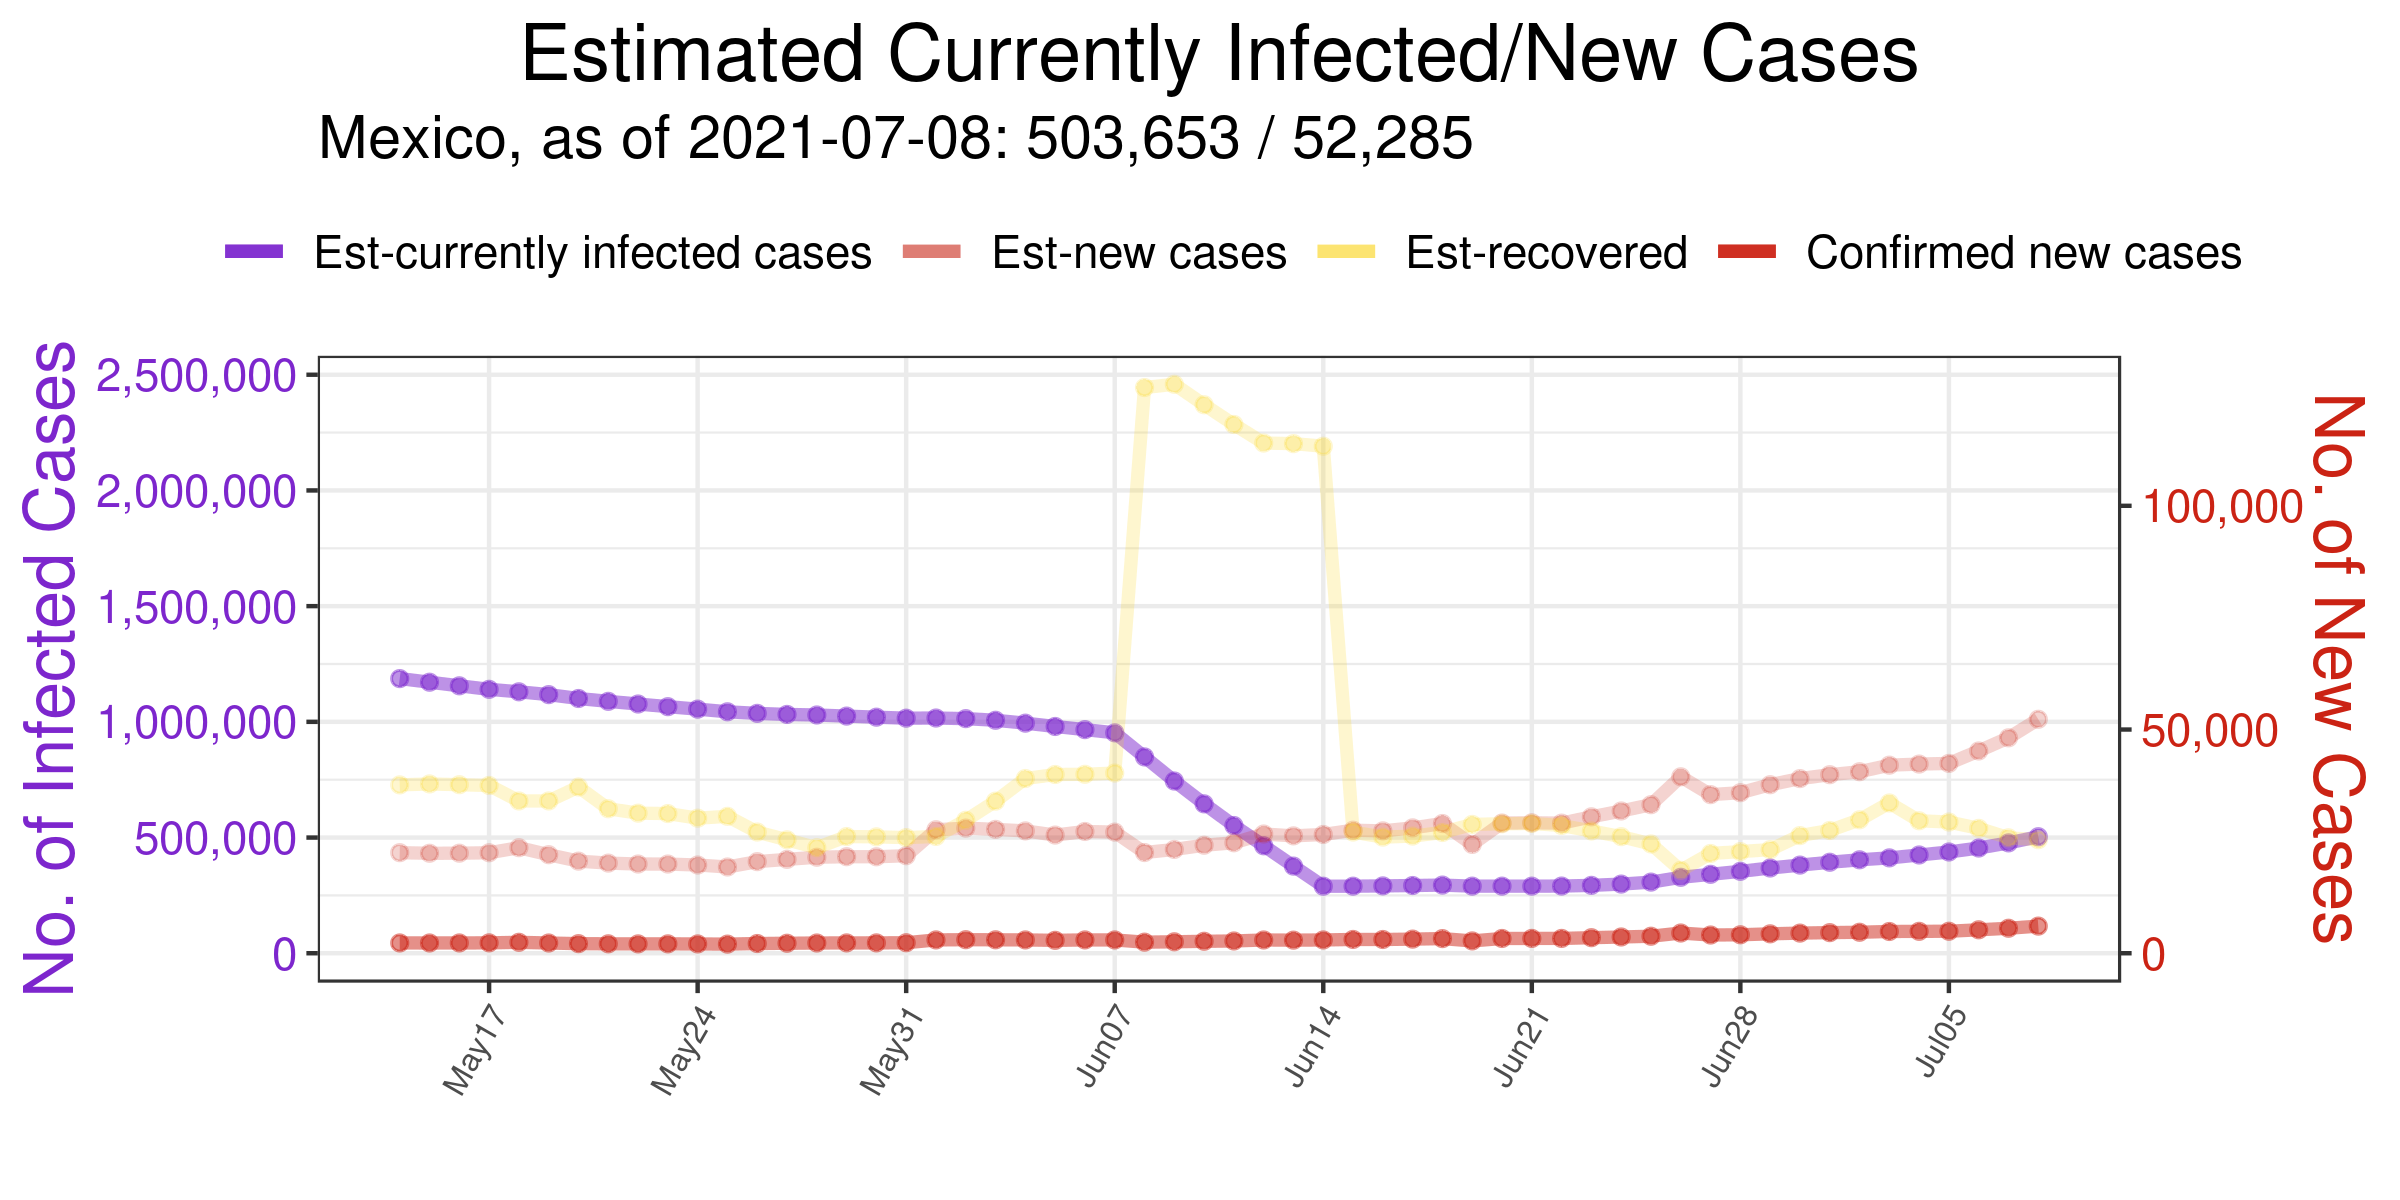 Estimated Currently Infected/New Cases
Mexico, as of 2021-07-08: 503,653 / 52,285
Est-currently infected cases Est-new cases Est-recovered Confirmed new cases
No. of Infected Cases
2,500,000
2,000,000
1,500,000
1,000,000
500,000
0
100,000
50,000
0
No. of New Cases
May17 May24 May31 Jun07 Jun14 Jun21 Jun28 Jul05